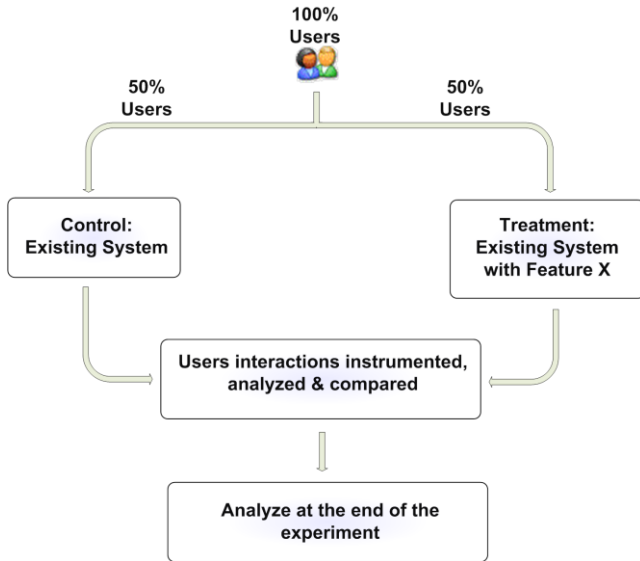 100%
Users
50%
Users
50%
Users
Control:
Existing System
Treatment:
Existing System
with Feature X
Users interactions instrumented,
analyzed & compared
Analyze at the end of the
experiment